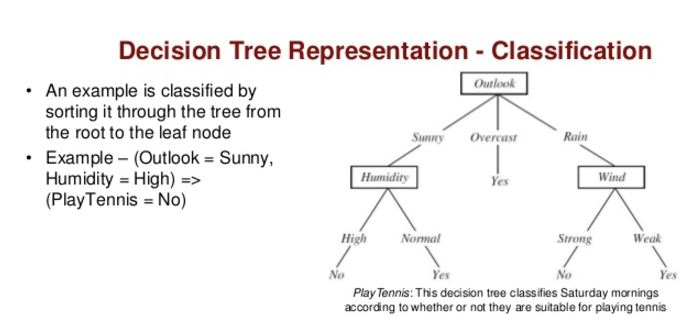 Decision Tree Representation - Classification
• An example is classified by
sorting it through the tree from
the root to the leaf node
• Example – (Outlook = Sunny,
Humidity = High) =>
(PlayTennis = No)
Outlook
Sunny Overcast Rain
Humidity Yes Wind
High Normal Strong Weak
No Yes No Yes
PlayTennis: This decision tree classifies Saturday mornings
according to whether or not they are suitable for playing tennis